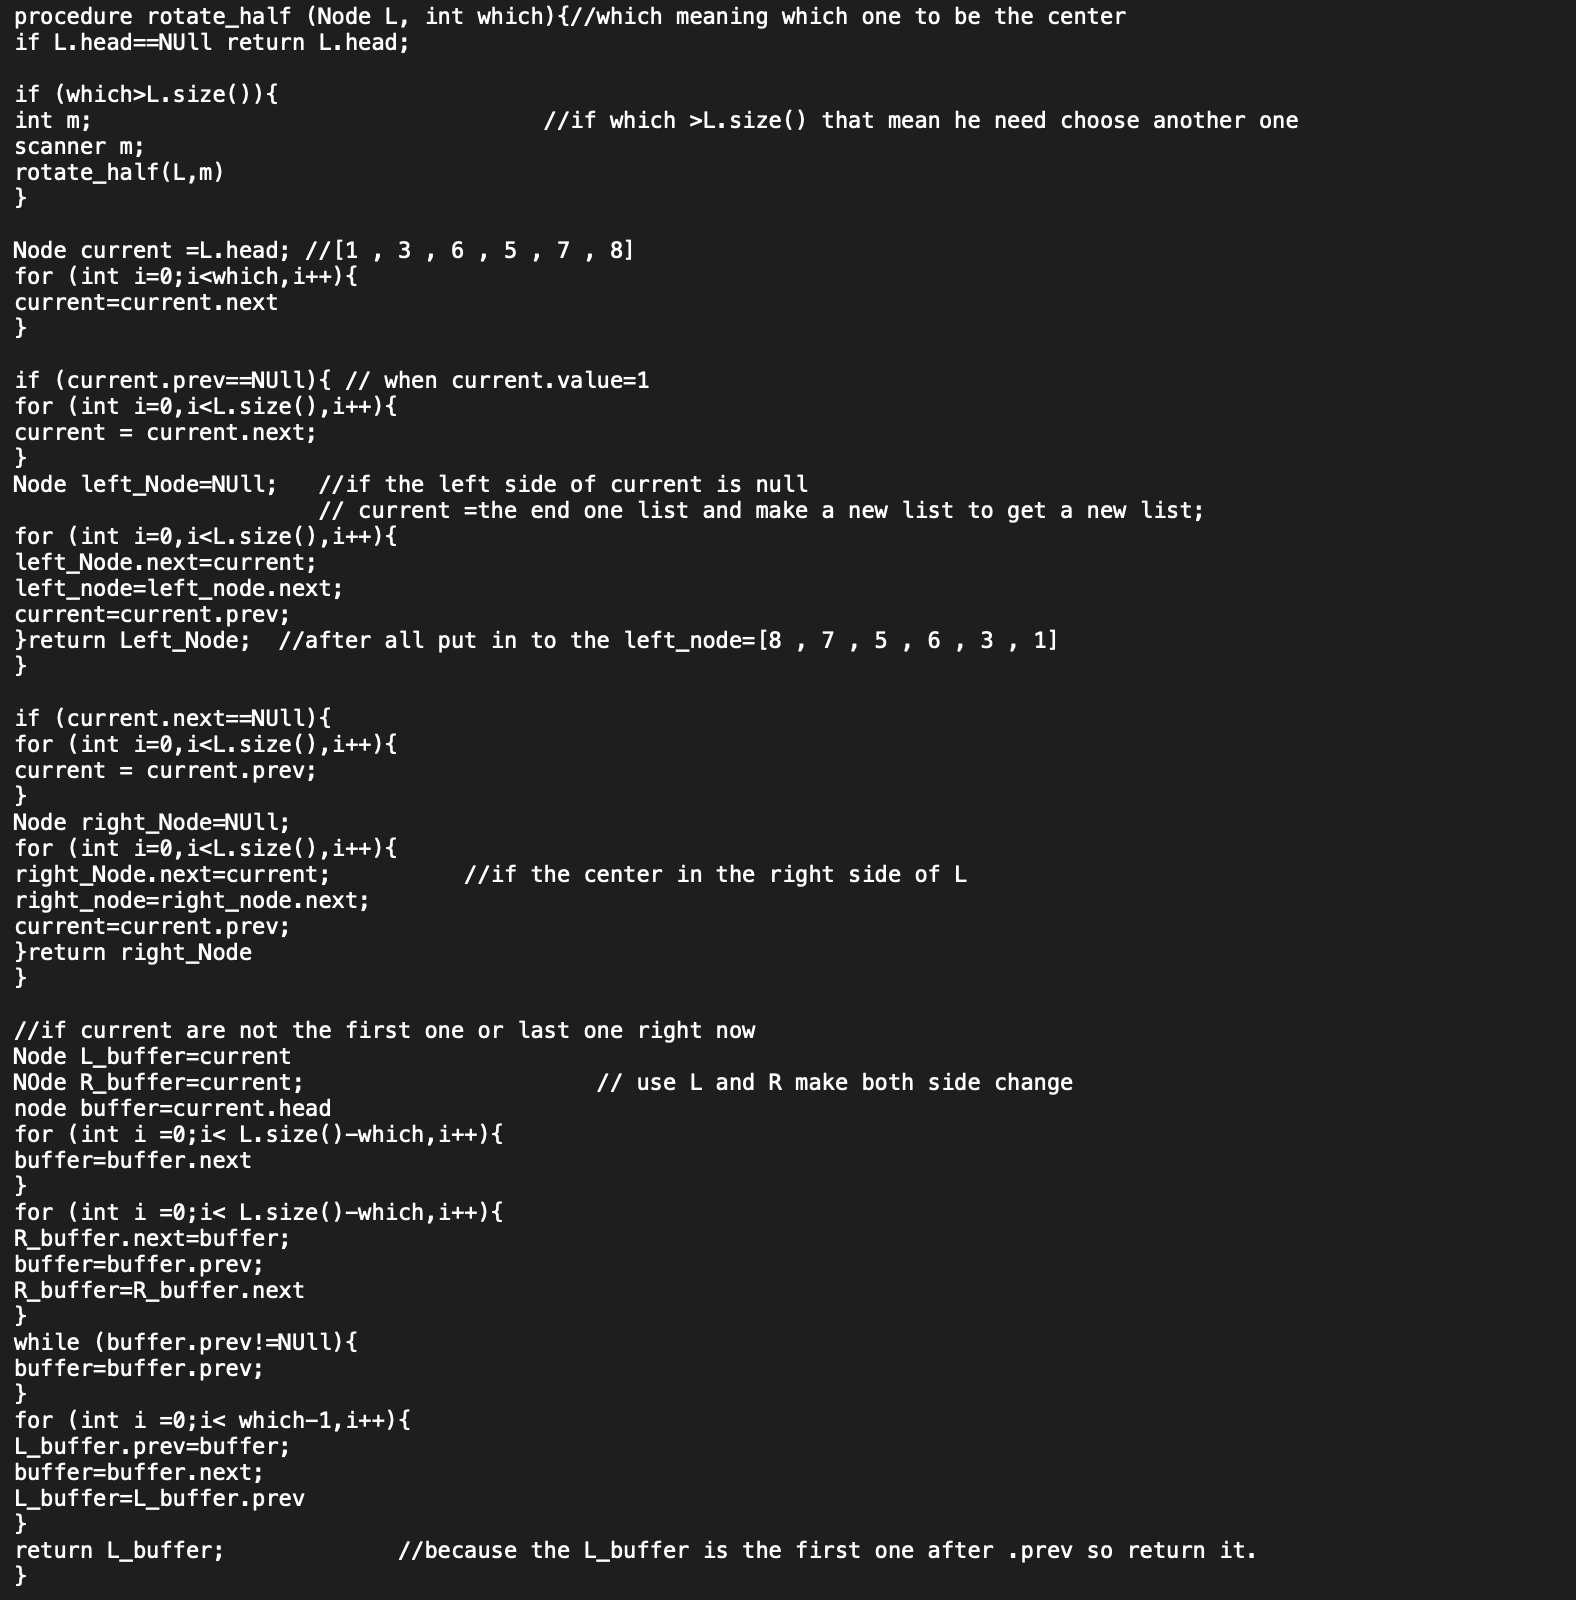 procedure rotate_half (Node L, int which){//which meaning which one to be the center
if L.head==NUll return L.head;
if (which>L.size()){
int m; //if which >L.size() that mean he need choose another one
scanner m;
rotate_half(L,m)
}
Node current =L.head; //[1 , 3 , 6 , 5 , 7 , 8]
for (int i=0;i<which,i++){
current=current.next
}
if (current.prev==NUll){ // when current.value=1
for (int i=0,i<L.size(),i++){
current = current.next;
}
Node left_Node=NUll; //if the left side of current is null
// current =the end one list and make a new list to get a new list;
for (int i=0,i<L.size(),i++){
left_Node.next=current;
left_node=left_node.next;
current=current.prev;
}return Left_Node; //after all put in to the left_node=[8 , 7 , 5 , 6 , 3 , 1]
}
if (current.next==NUll){
for (int i=0,i<L.size(),i++){
current = current.prev;
}
Node right_Node=NUll;
for (int i=0,i<L.size(),i++){
right_Node.next=current; //if the center in the right side of L
right_node=right_node.next;
current=current.prev;
}return right_Node
}
//if current are not the first one or last one right now
Node L_buffer=current
NOde R_buffer=current; // use L and R make both side change
node buffer=current.head
for (int i =0;i< L.size()-which,i++){
buffer=buffer.next
}
for (int i =0;i< L.size()-which,i++){
R_buffer.next=buffer;
buffer=buffer.prev;
R_buffer=R_buffer.next
}
while (buffer.prev!=NUll){
buffer=buffer.prev;
}
for (int i =0;i< which-1,i++){
L_buffer.prev=buffer;
buffer=buffer.next;
L_buffer=L_buffer.prev
}
return L_buffer; //because the L_buffer is the first one after .prev so return it.
}